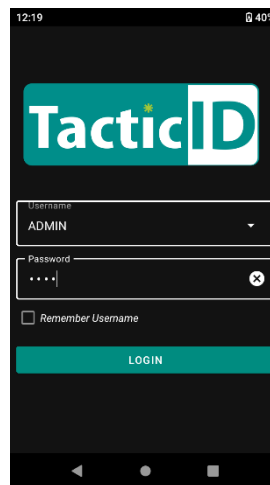 12:19 40%
TacticID
Username
ADMIN
Password
Remember Username
LOGIN